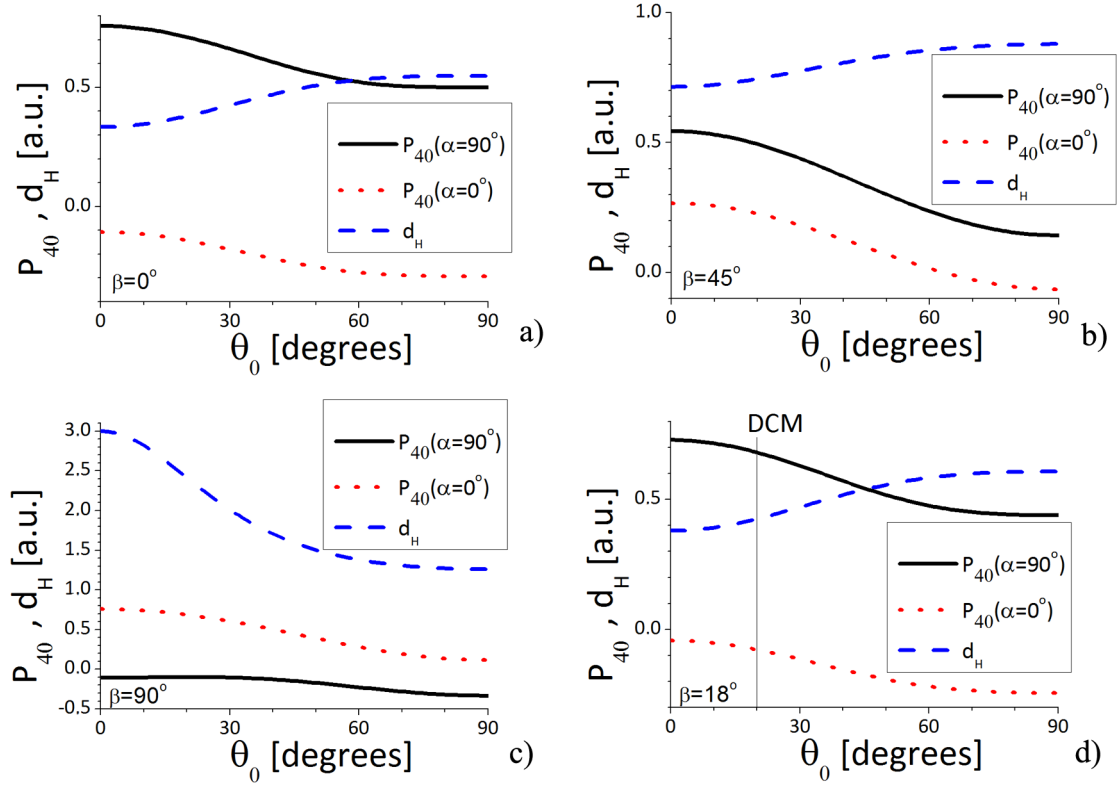 0.5
0.0
P40 , dH [a.u.]
P40(α=90°)
P40(α=0°)
dH
β=0°
0 30 60 90
θ0 [degrees]
a)
1.0
0.5
0.0
P40 , dH [a.u.]
P40(α=90°)
P40(α=0°)
dH
β=45°
0 30 60 90
θ0 [degrees]
b)
3.0
2.5
2.0
1.5
1.0
0.5
0.0
-0.5
P40 , dH [a.u.]
P40(α=90°)
P40(α=0°)
dH
β=90°
0 30 60 90
θ0 [degrees]
c)
DCM
0.5
0.0
P40 , dH [a.u.]
P40(α=90°)
P40(α=0°)
dH
β=18°
0 30 60 90
θ0 [degrees]
d)